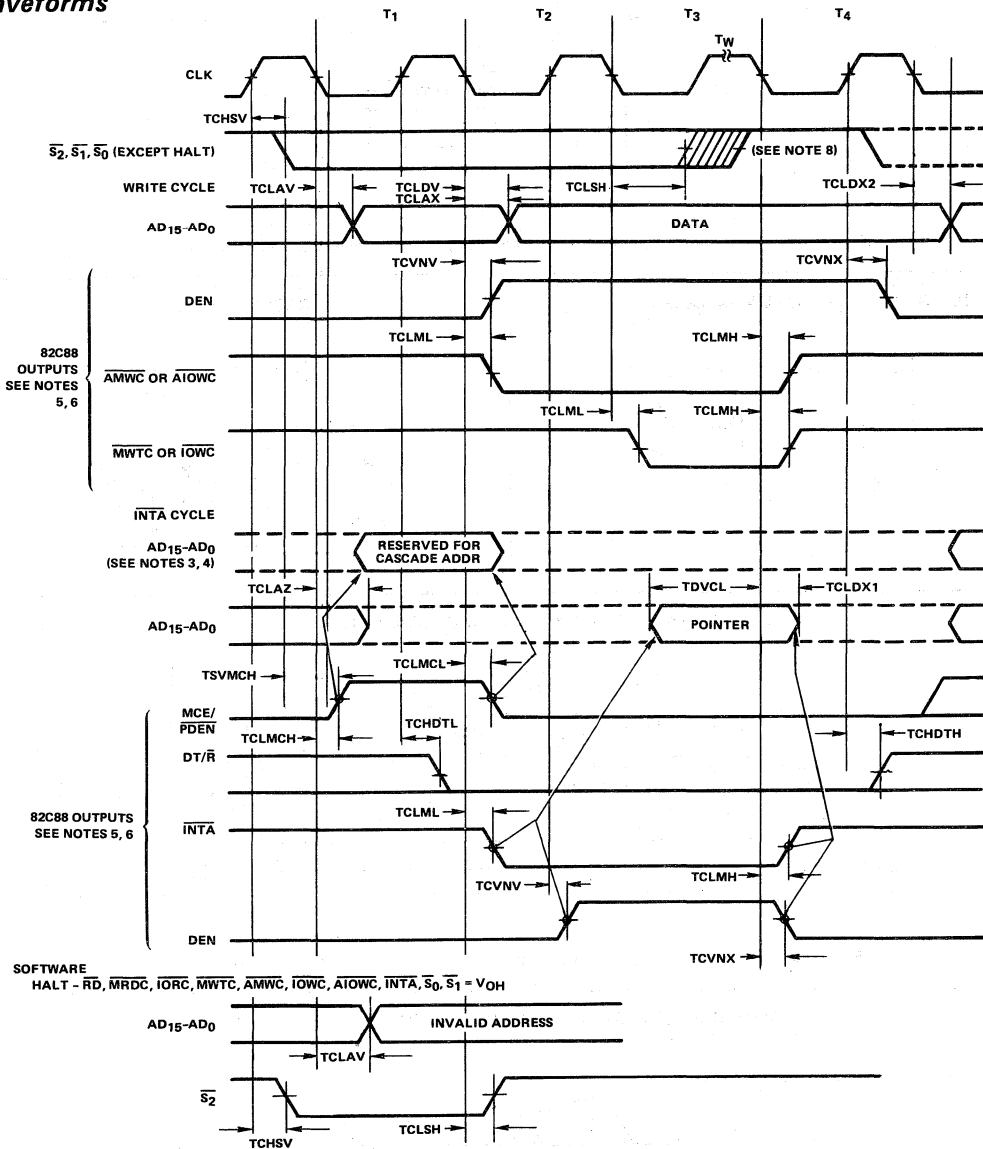 Waveforms
T1 T2 T3 T4
TW
CLK
TCHSV
S2, S1, S0 (EXCEPT HALT)
(SEE NOTE 8)
WRITE CYCLE
TCLAV
TCLDV
TCLAX
TCLSH
TCLDX2
AD15-AD0
DATA
TCVNV
TCVNX
DEN
TCLML
TCLMH
82C88
OUTPUTS
SEE NOTES
5, 6
AMWC OR AIOWC
TCLML
TCLMH
MWTC OR IOWC
INTA CYCLE
AD15-AD0
(SEE NOTES 3, 4)
RESERVED FOR
CASCADE ADDR
TCLAZ
TDVCL
TCLDX1
AD15-AD0
POINTER
TCLMCL
TSVMCH
MCE/
PDEN
TCLMCH
TCHDTL
TCHDTH
DT/R
TCLML
82C88 OUTPUTS
SEE NOTES 5, 6
INTA
TCLMH
TCVNV
DEN
TCVNX
SOFTWARE
HALT - RD, MRDC, IORC, MWTC, AMWC, IOWC, AIOWC, INTA, S0, S1 = VOH
AD15-AD0
INVALID ADDRESS
TCLAV
S2
TCHSV
TCLSH